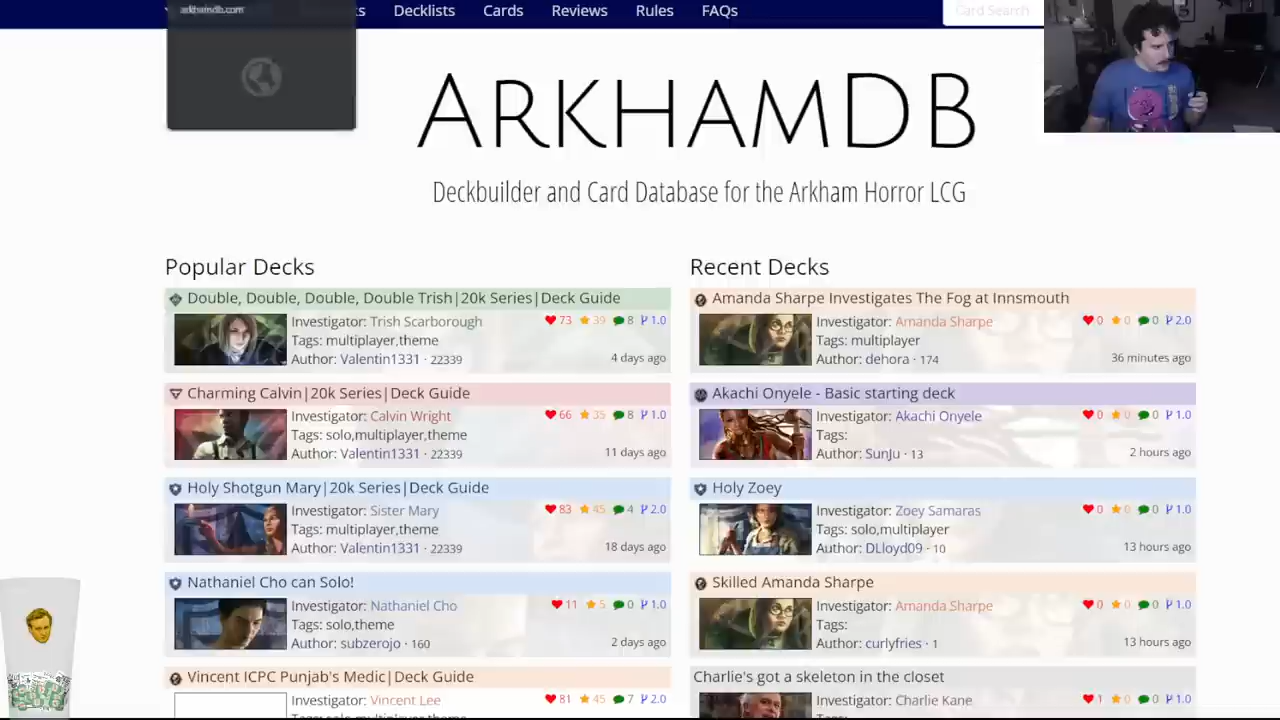 arkhamdb.com
ks Decklists Cards Reviews Rules FAQs Card Search
ARKHAMDB
Deckbuilder and Card Database for the Arkham Horror LCG
Popular Decks
Double, Double, Double, Double Trish|20k Series|Deck Guide
Investigator: Trish Scarborough 73 39 8 1.0
Tags: multiplayer,theme
Author: Valentin1331 · 22339 4 days ago
Charming Calvin|20k Series|Deck Guide
Investigator: Calvin Wright 66 35 8 1.0
Tags: solo,multiplayer,theme
Author: Valentin1331 · 22339 11 days ago
Holy Shotgun Mary|20k Series|Deck Guide
Investigator: Sister Mary 83 45 4 2.0
Tags: multiplayer,theme
Author: Valentin1331 · 22339 18 days ago
Nathaniel Cho can Solo!
Investigator: Nathaniel Cho 11 5 0 1.0
Tags: solo,theme
Author: subzerojo · 160 2 days ago
Vincent ICPC Punjab's Medic|Deck Guide
Investigator: Vincent Lee 81 45 7 2.0
Tags: solo,multiplayer,theme
Recent Decks
Amanda Sharpe Investigates The Fog at Innsmouth
Investigator: Amanda Sharpe 0 0 0 2.0
Tags: multiplayer
Author: dehora · 174 36 minutes ago
Akachi Onyele - Basic starting deck
Investigator: Akachi Onyele 0 0 0 1.0
Tags:
Author: SunJu · 13 2 hours ago
Holy Zoey
Investigator: Zoey Samaras 0 0 0 1.0
Tags: solo,multiplayer
Author: DLloyd09 · 10 13 hours ago
Skilled Amanda Sharpe
Investigator: Amanda Sharpe 0 0 0 1.0
Tags:
Author: curlyfries · 1 13 hours ago
Charlie's got a skeleton in the closet
Investigator: Charlie Kane 1 0 0 1.0
Tags: